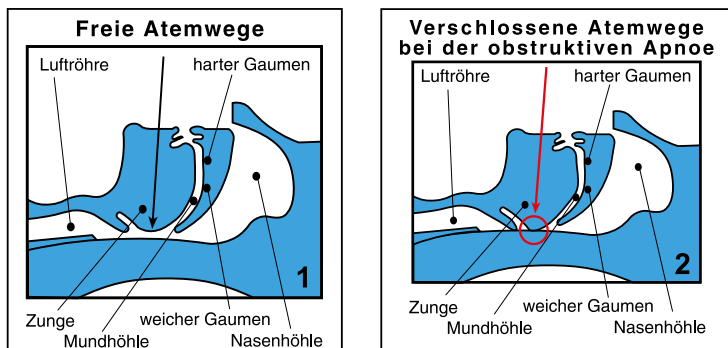 Freie Atemwege
Luftröhre
harter Gaumen
1
Zunge
Mundhöhle
weicher Gaumen
Nasenhöhle
Verschlossene Atemwege
bei der obstruktiven Apnoe
Luftröhre
harter Gaumen
2
Zunge
Mundhöhle
weicher Gaumen
Nasenhöhle